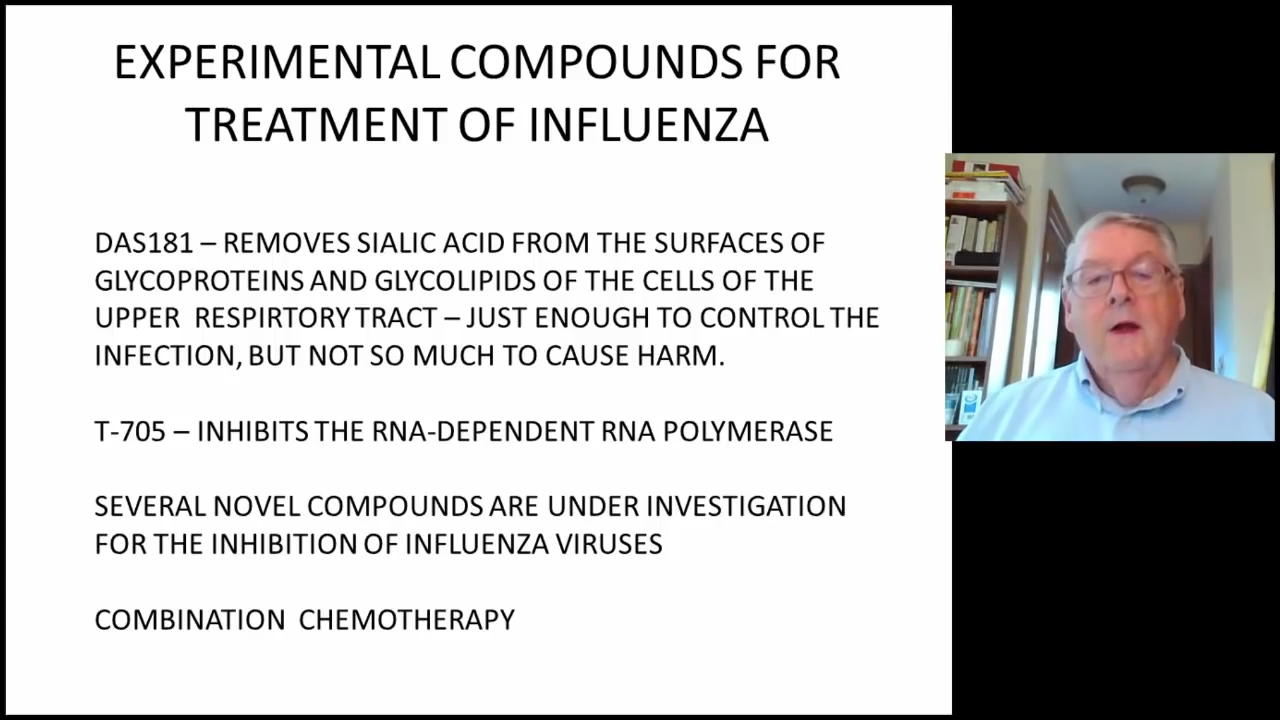 EXPERIMENTAL COMPOUNDS FOR
TREATMENT OF INFLUENZA
DAS181 – REMOVES SIALIC ACID FROM THE SURFACES OF
GLYCOPROTEINS AND GLYCOLIPIDS OF THE CELLS OF THE
UPPER RESPIRTORY TRACT – JUST ENOUGH TO CONTROL THE
INFECTION, BUT NOT SO MUCH TO CAUSE HARM.
T-705 – INHIBITS THE RNA-DEPENDENT RNA POLYMERASE
SEVERAL NOVEL COMPOUNDS ARE UNDER INVESTIGATION
FOR THE INHIBITION OF INFLUENZA VIRUSES
COMBINATION CHEMOTHERAPY